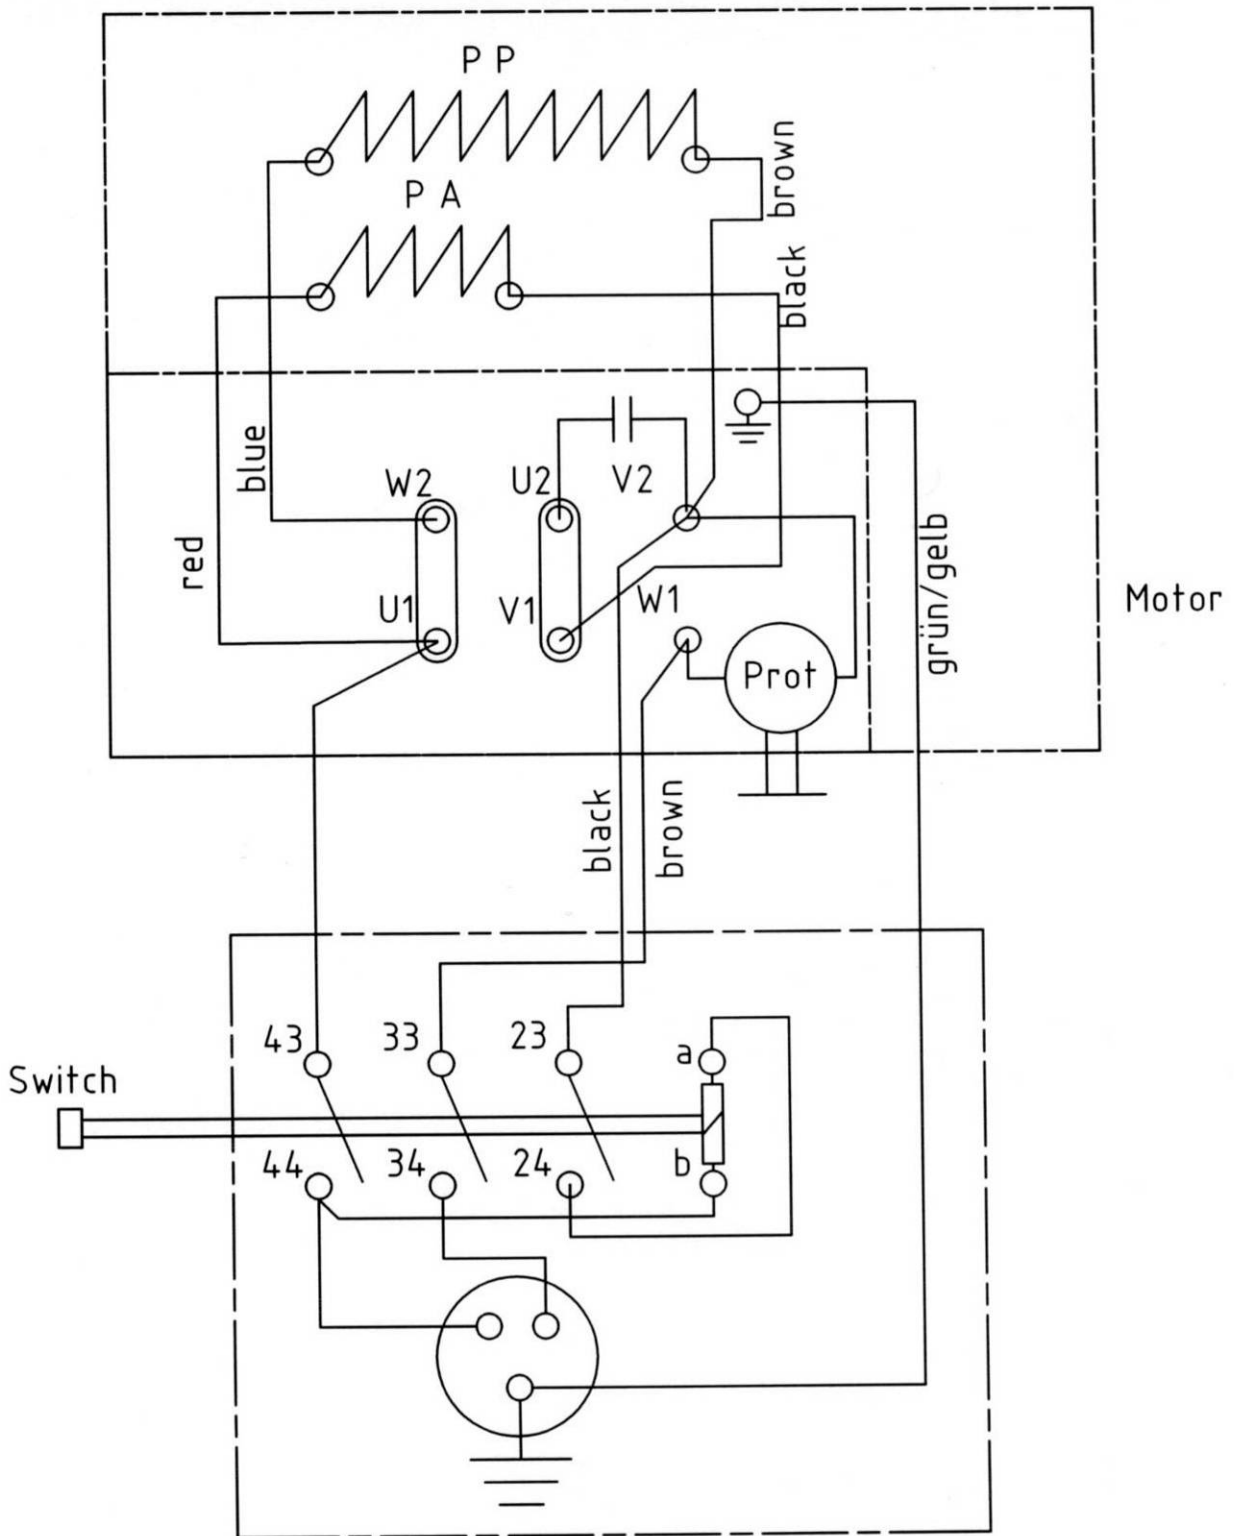 P P
brown
P A
black
blue
W2
U2
V2
red
grün/gelb
U1
V1
W1
Motor
Prot
black
brown
43
33
23
a
Switch
44
34
24
b